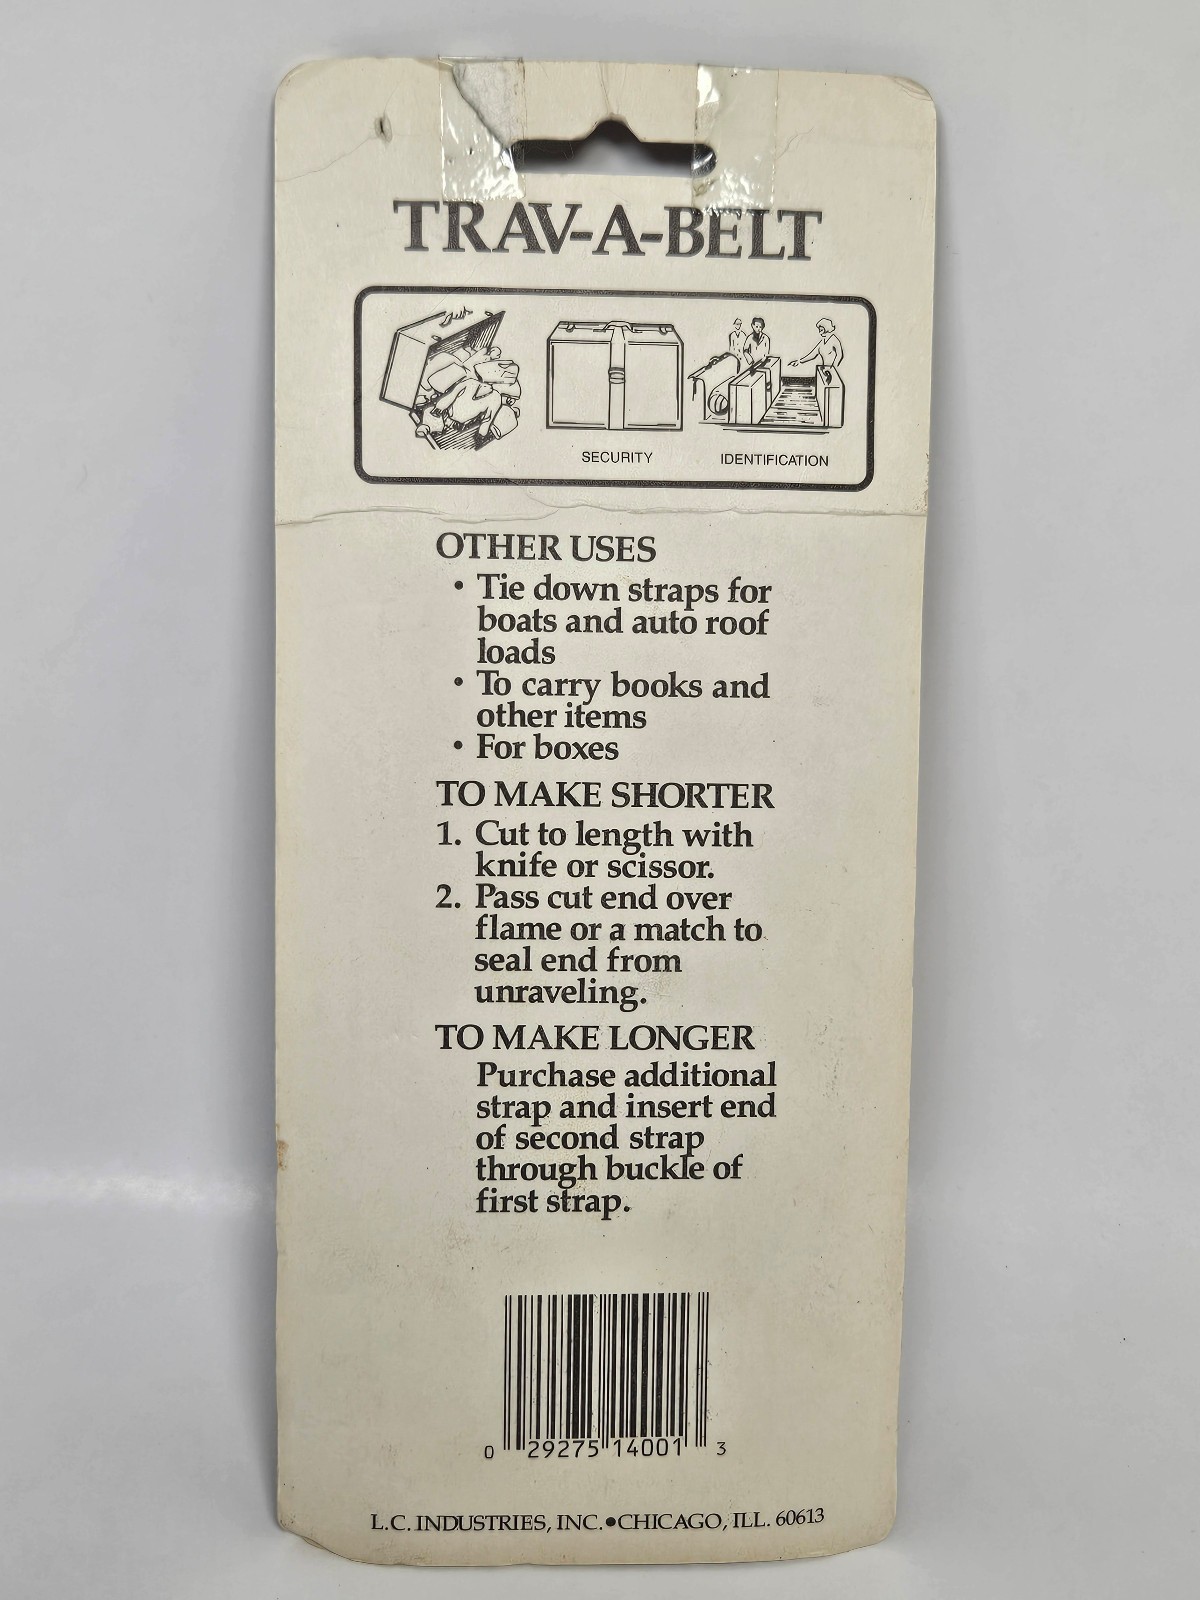 TRAV-A-BELT
SECURITY
IDENTIFICATION
OTHER USES
• Tie down straps for
boats and auto roof
loads
• To carry books and
other items
• For boxes
TO MAKE SHORTER
1. Cut to length with
knife or scissor.
2. Pass cut end over
flame or a match to
seal end from
unraveling.
TO MAKE LONGER
Purchase additional
strap and insert end
of second strap
through buckle of
first strap.
0 29275 14001 3
L.C. INDUSTRIES, INC.•CHICAGO, ILL. 60613